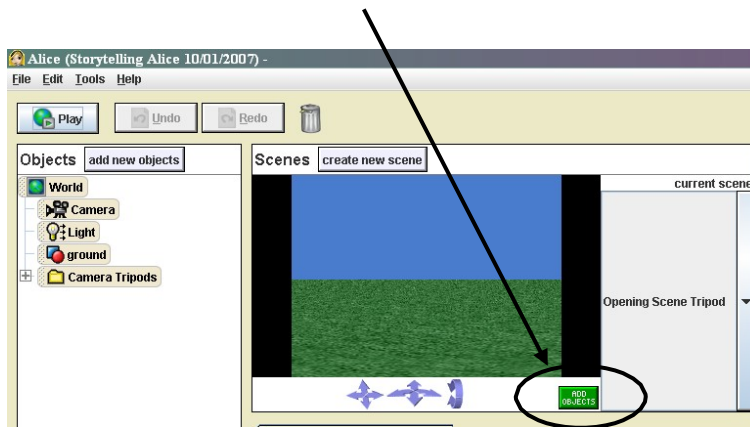 Alice (Storytelling Alice 10/01/2007) -
File Edit Tools Help
Play Undo Redo
Objects add new objects
Scenes create new scene
World
Camera
Light
ground
Camera Tripods
current scene
Opening Scene Tripod
ADD
OBJECTS